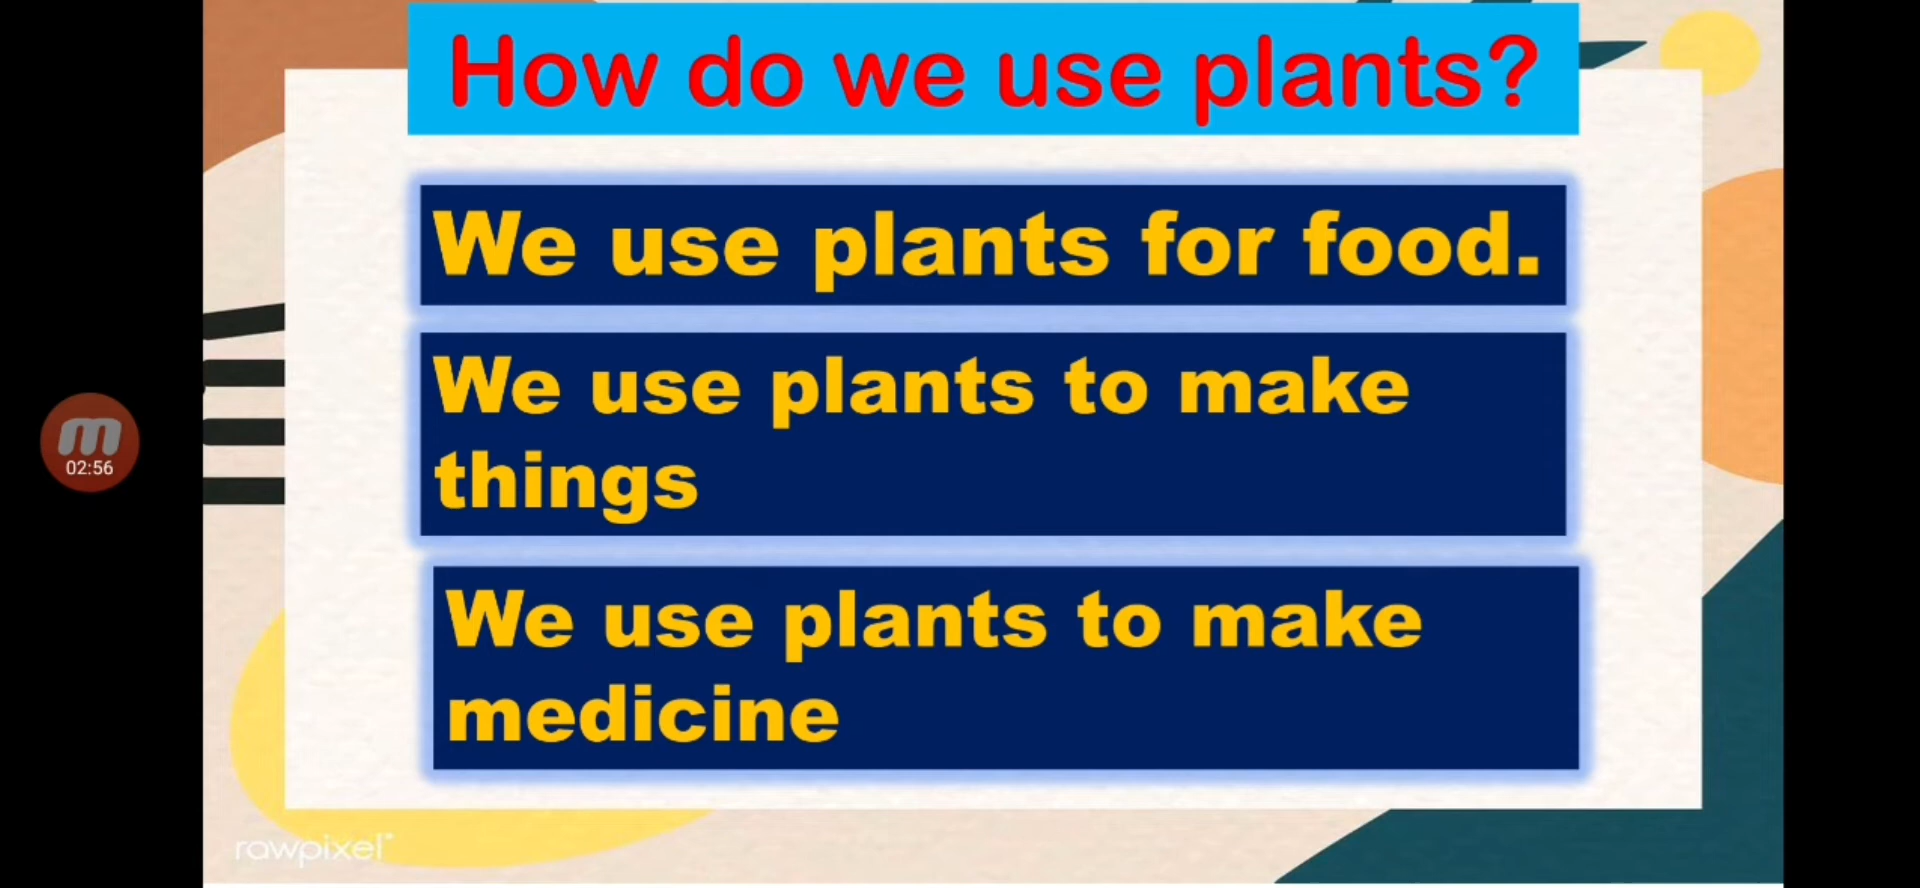 How do we use plants?
We use plants for food.
We use plants to make
things
We use plants to make
medicine
02:56
rawpixel